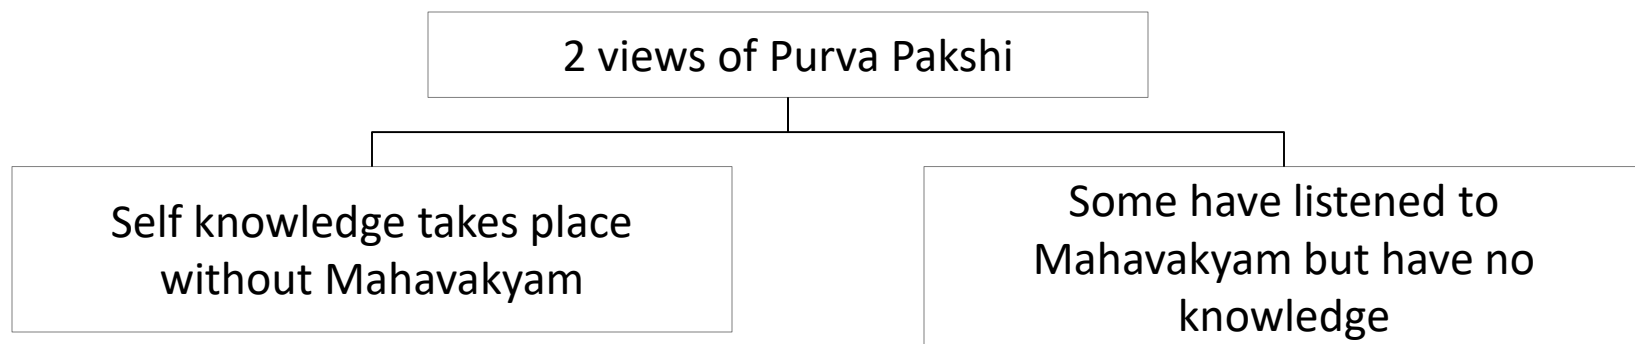 2 views of Purva Pakshi
Self knowledge takes place
without Mahavakyam
Some have listened to
Mahavakyam but have no
knowledge